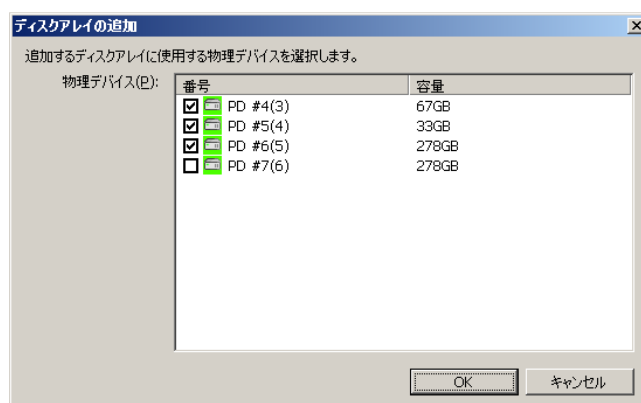 ディスクアレイの追加
追加するディスクアレイに使用する物理デバイスを選択します。
物理デバイス(P):
番号 容量
PD #4(3) 67GB
PD #5(4) 33GB
PD #6(5) 278GB
PD #7(6) 278GB
OK キャンセル